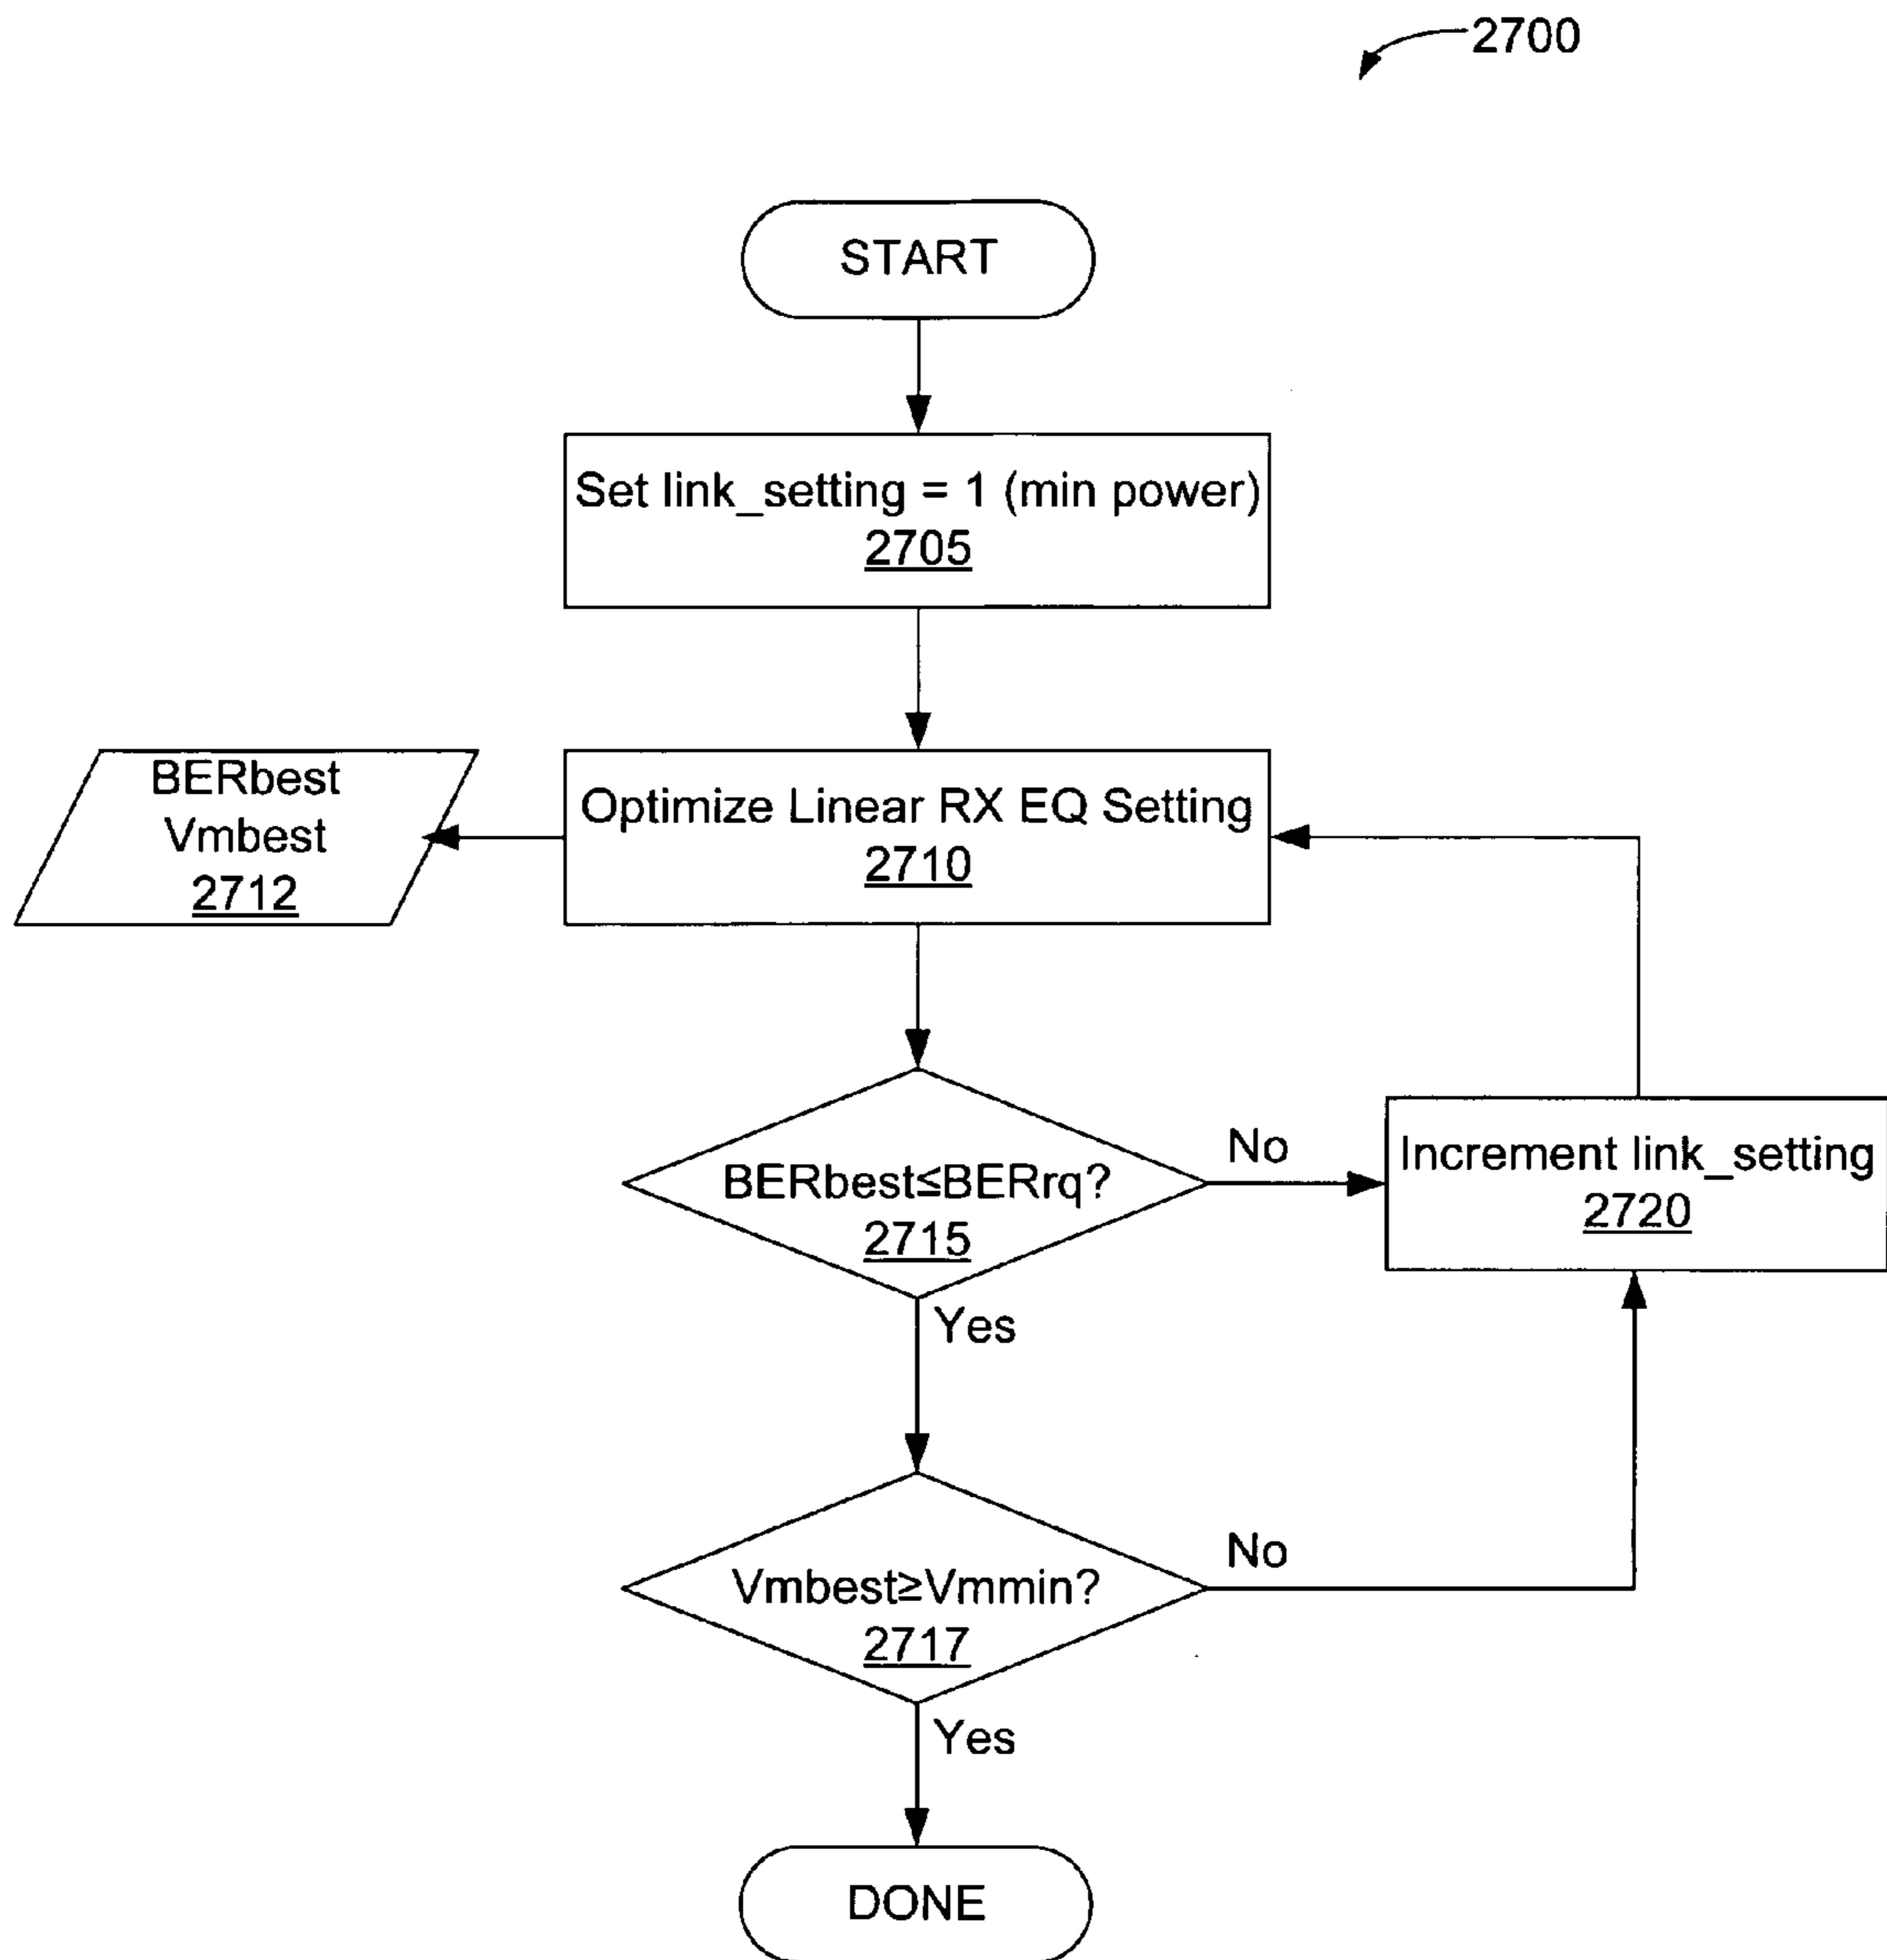 2700
START
Set link_setting = 1 (min power)
2705
BERbest
Vmbest
2712
Optimize Linear RX EQ Setting
2710
BERbest≤BERrq?
2715
No
Increment link_setting
2720
Yes
Vmbest≥Vmmin?
2717
No
Yes
DONE